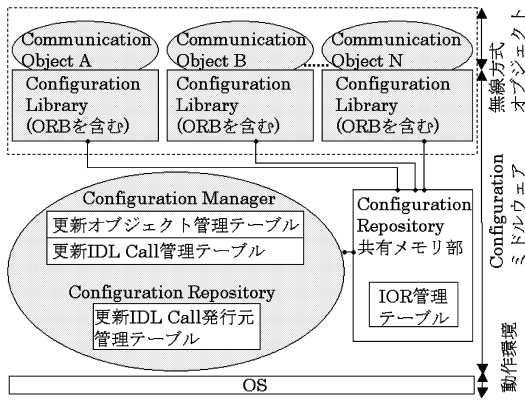 Communication
Object A
Communication
Object B
Communication
Object N
Configuration
Library
(ORBを含む)
Configuration
Library
(ORBを含む)
Configuration
Library
(ORBを含む)
無線方式
オブジェクト
Configuration Manager
更新オブジェクト管理テーブル
更新IDL Call管理テーブル
Configuration Repository
更新IDL Call発行元
管理テーブル
Configuration
Repository
共有メモリ部
IOR管理
テーブル
Configuration
ミドルウェア
OS
動作環境